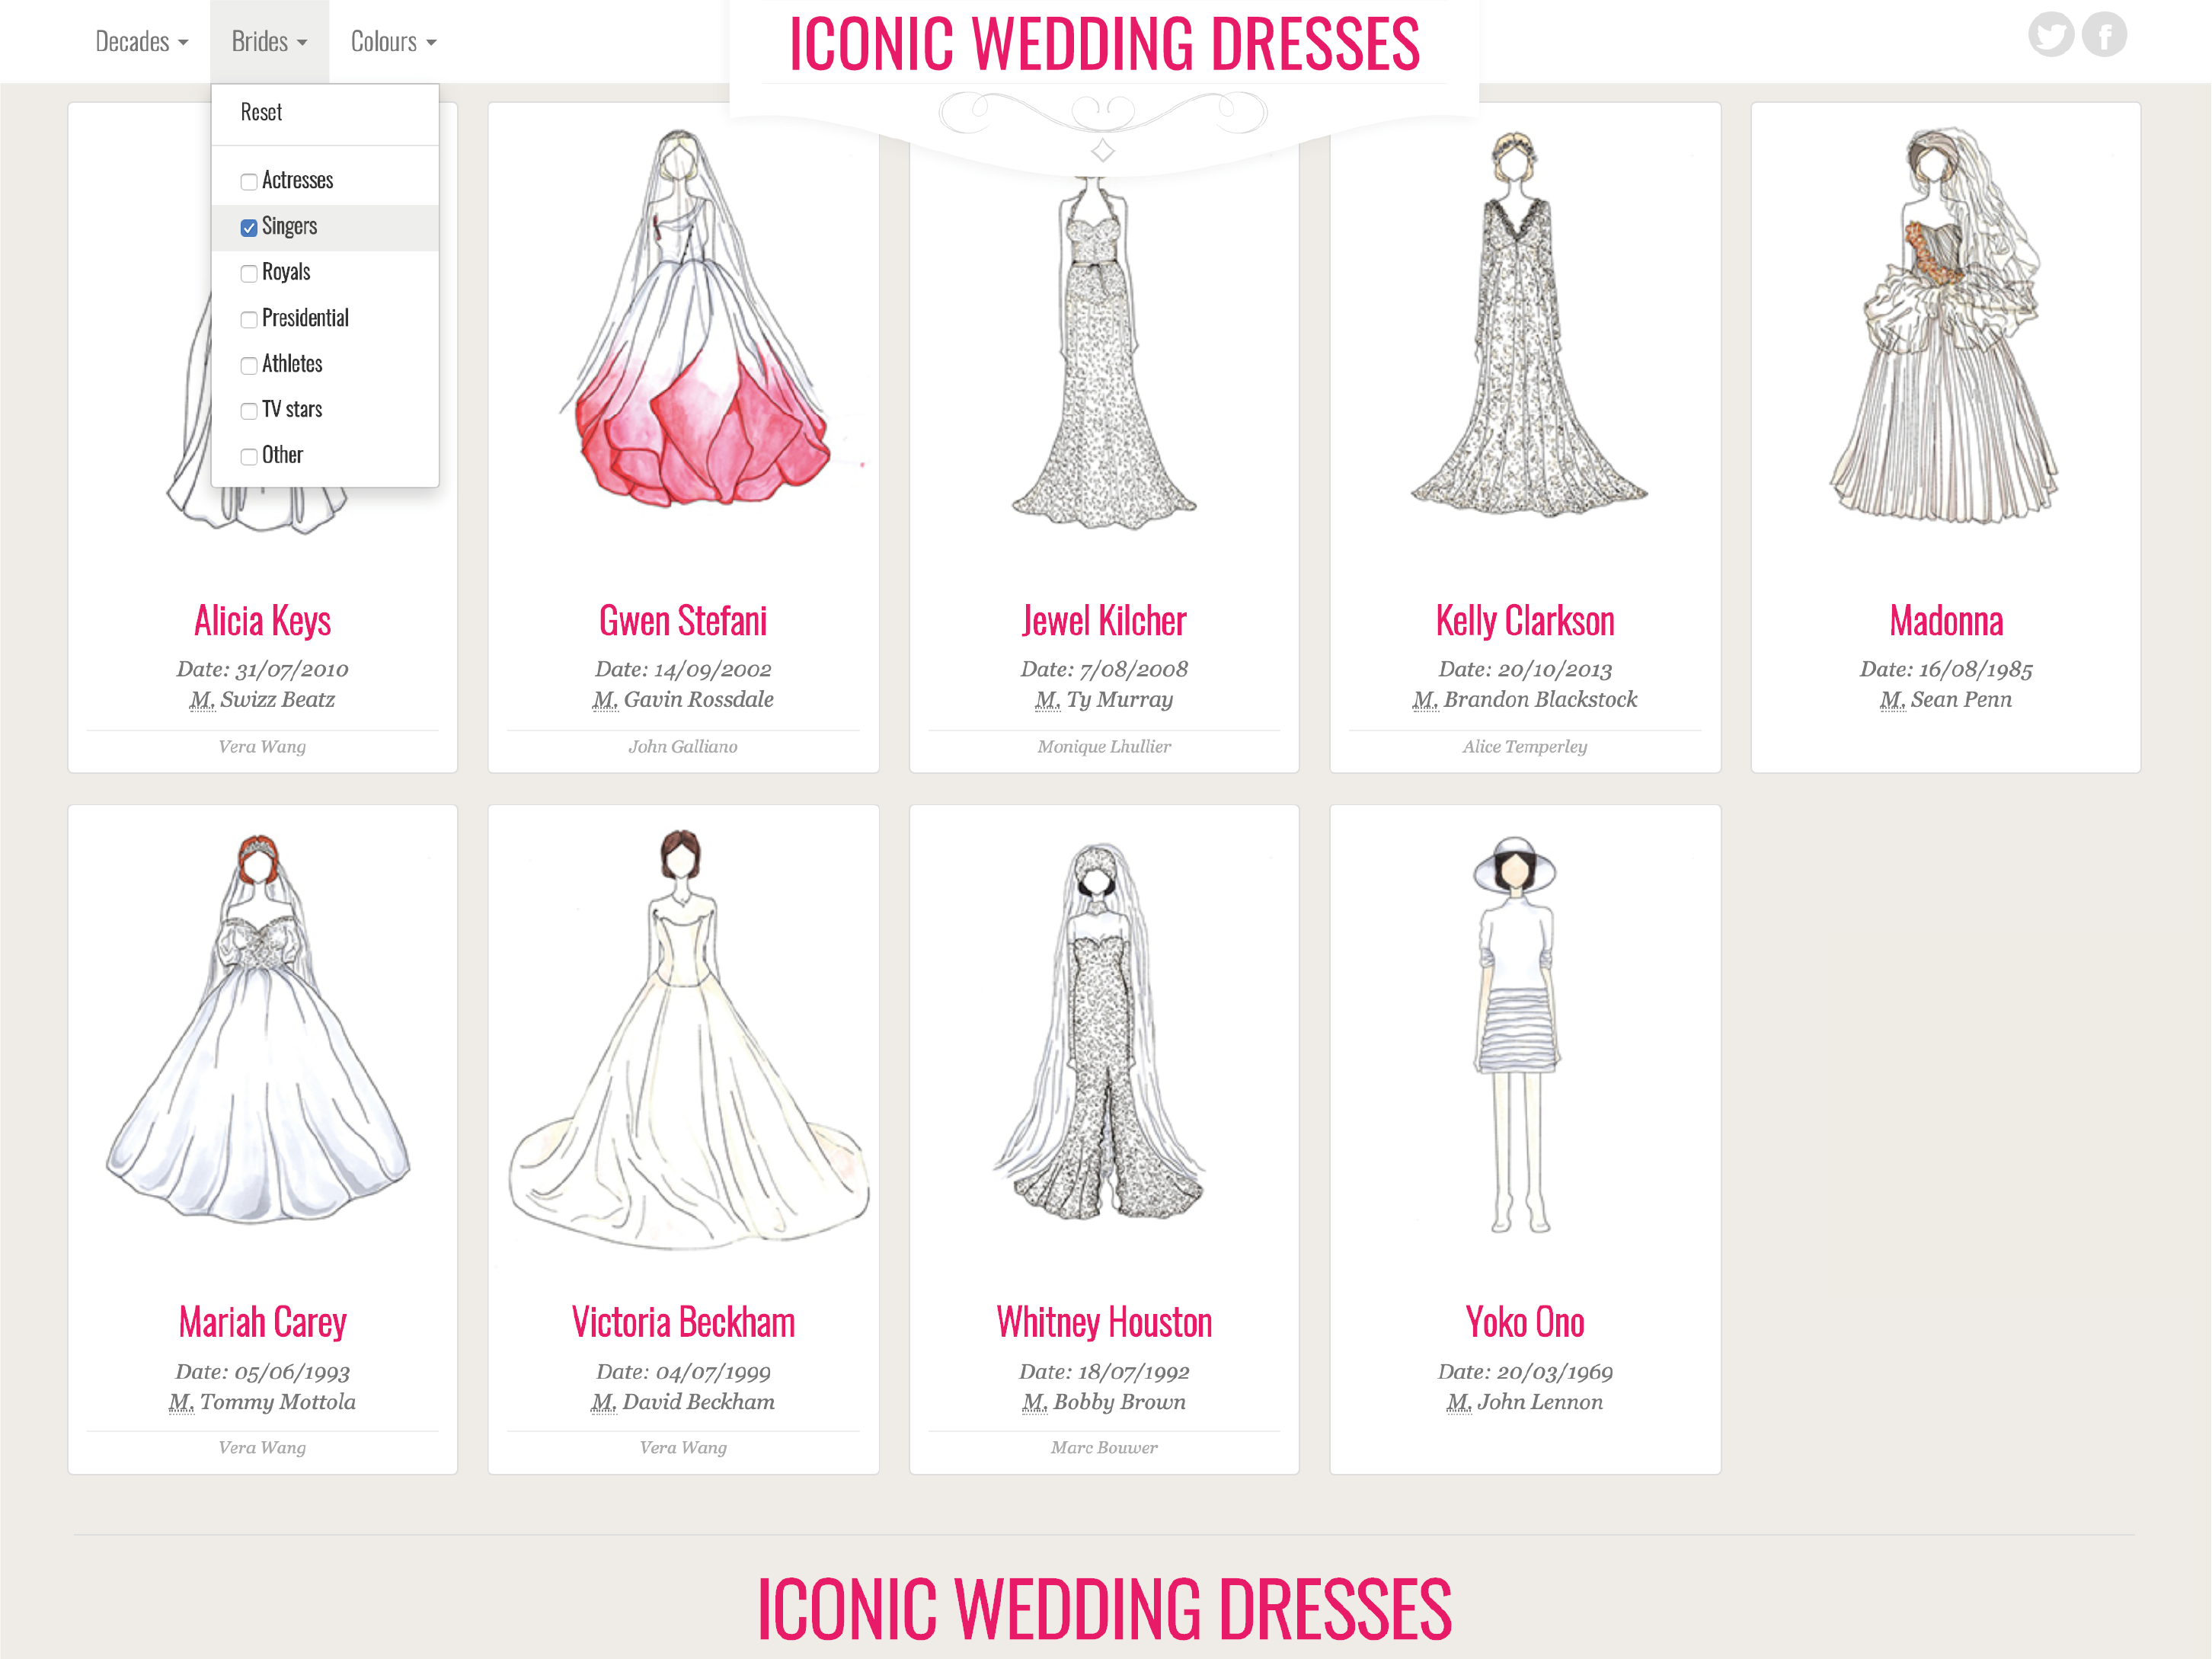 Decades
Brides
Colours
ICONIC WEDDING DRESSES
f
Reset
Actresses
Singers
Royals
Presidential
Athletes
TV stars
Other
Alicia Keys
Date: 31/07/2010
M. Swizz Beatz
Vera Wang
Gwen Stefani
Date: 14/09/2002
M. Gavin Rossdale
John Galliano
Jewel Kilcher
Date: 7/08/2008
M. Ty Murray
Monique Lhullier
Kelly Clarkson
Date: 20/10/2013
M. Brandon Blackstock
Alice Temperley
Madonna
Date: 16/08/1985
M. Sean Penn
Mariah Carey
Date: 05/06/1993
M. Tommy Mottola
Vera Wang
Victoria Beckham
Date: 04/07/1999
M. David Beckham
Vera Wang
Whitney Houston
Date: 18/07/1992
M. Bobby Brown
Marc Bouwer
Yoko Ono
Date: 20/03/1969
M. John Lennon
ICONIC WEDDING DRESSES